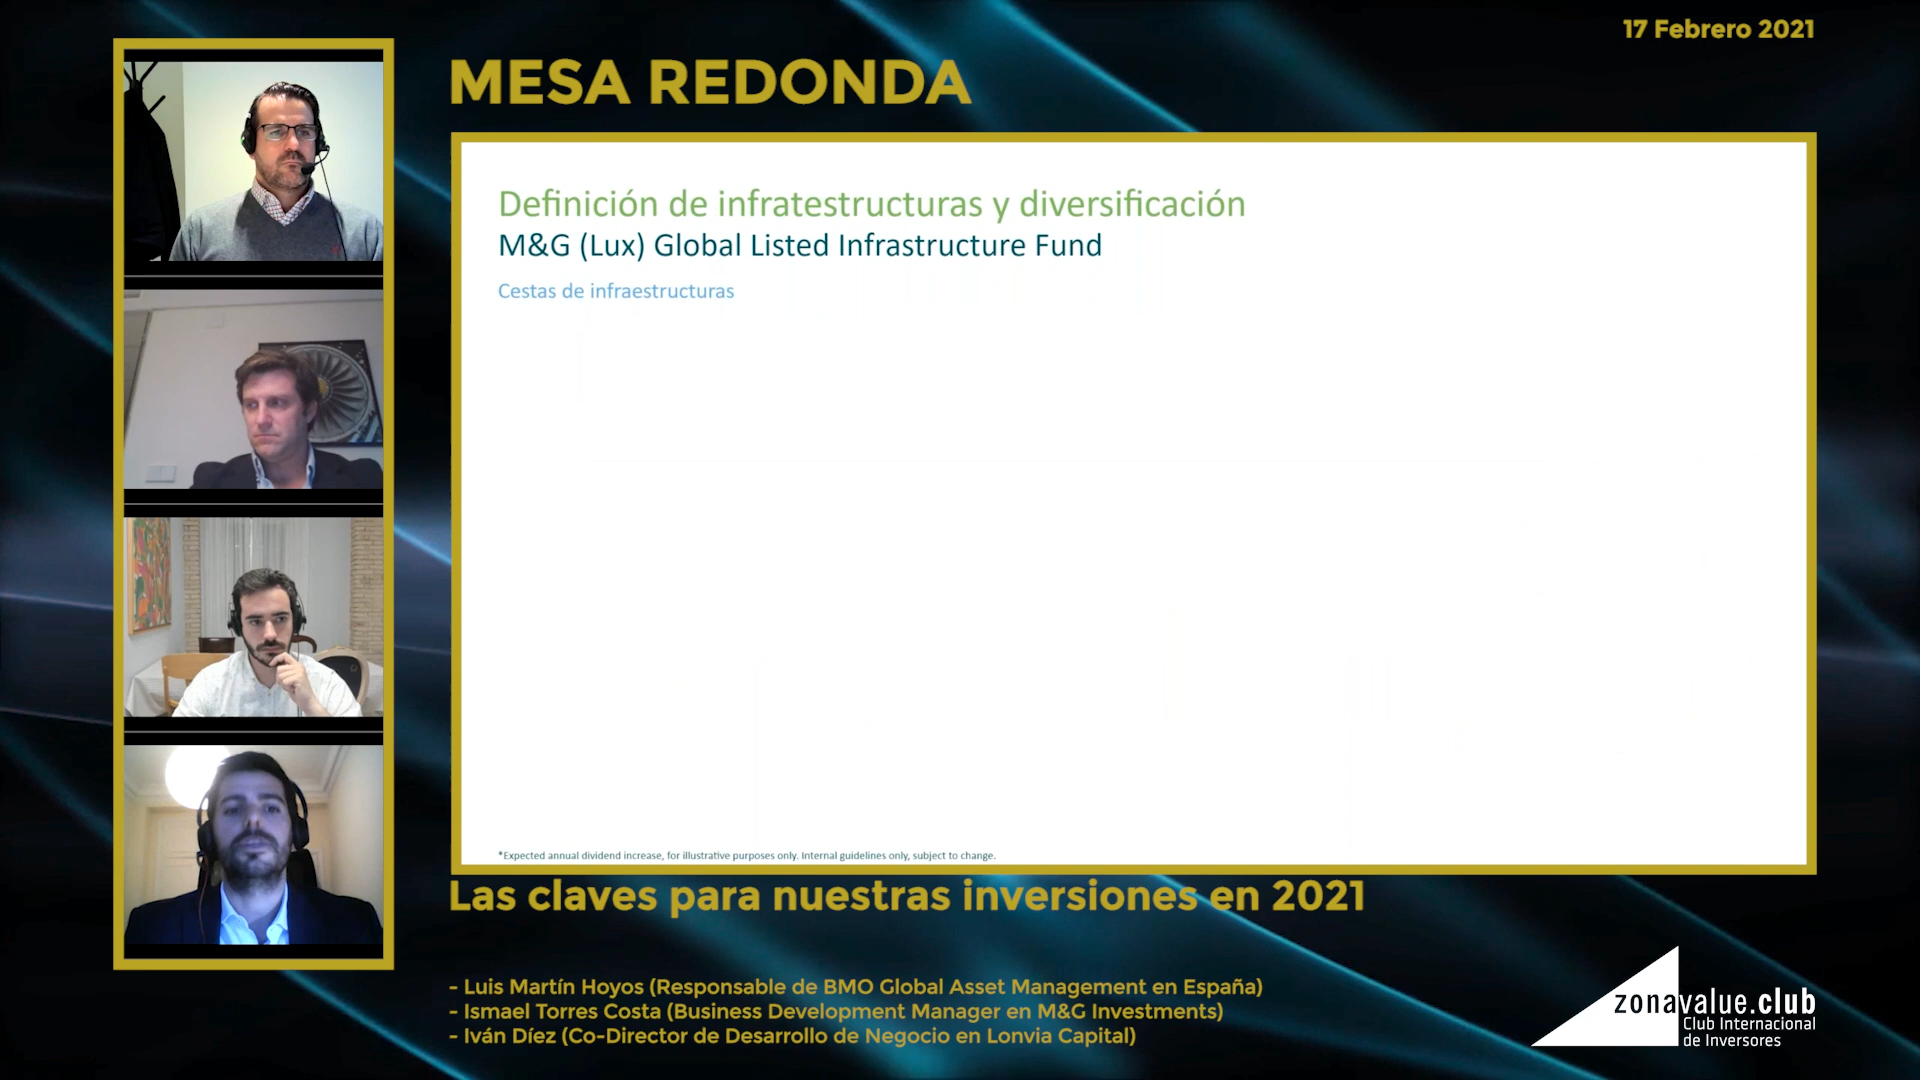 17 Febrero 2021
MESA REDONDA
Definición de infratestructuras y diversificación
M&G (Lux) Global Listed Infrastructure Fund
Cestas de infraestructuras
*Expected annual dividend increase, for illustrative purposes only. Internal guidelines only, subject to change.
Las claves para nuestras inversiones en 2021
- Luis Martín Hoyos (Responsable de BMO Global Asset Management en España)
- Ismael Torres Costa (Business Development Manager en M&G Investments)
- Iván Díez (Co-Director de Desarrollo de Negocio en Lonvia Capital)
zonavalue.club
Club Internacional
de Inversores